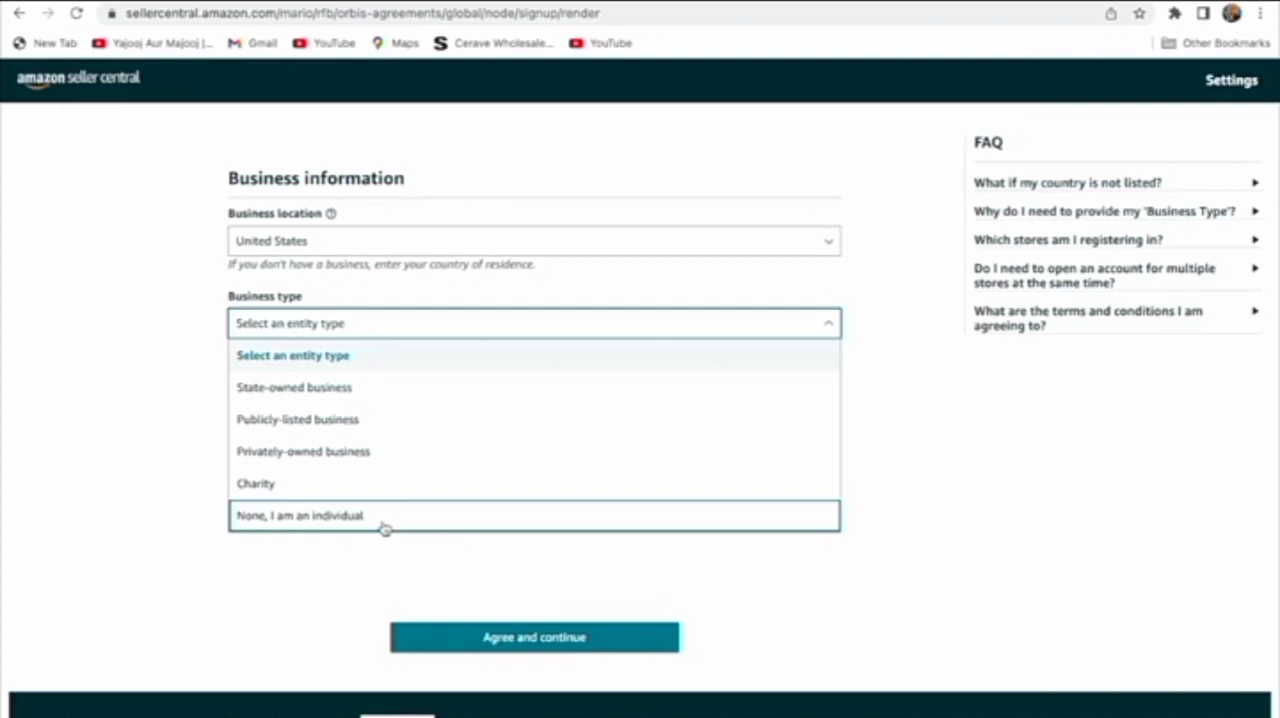 sellercentral.amazon.com/mario/rfb/orbis-agreements/global/node/signup/render
New Tab Yajooj Aur Majooj |... Gmail YouTube Maps Cerave Wholesale... YouTube Other Bookmarks
amazon seller central Settings
Business information
Business location
United States
If you don't have a business, enter your country of residence.
Business type
Select an entity type
Select an entity type
State-owned business
Publicly-listed business
Privately-owned business
Charity
None, I am an individual
Agree and continue
FAQ
What if my country is not listed?
Why do I need to provide my 'Business Type'?
Which stores am I registering in?
Do I need to open an account for multiple
stores at the same time?
What are the terms and conditions I am
agreeing to?